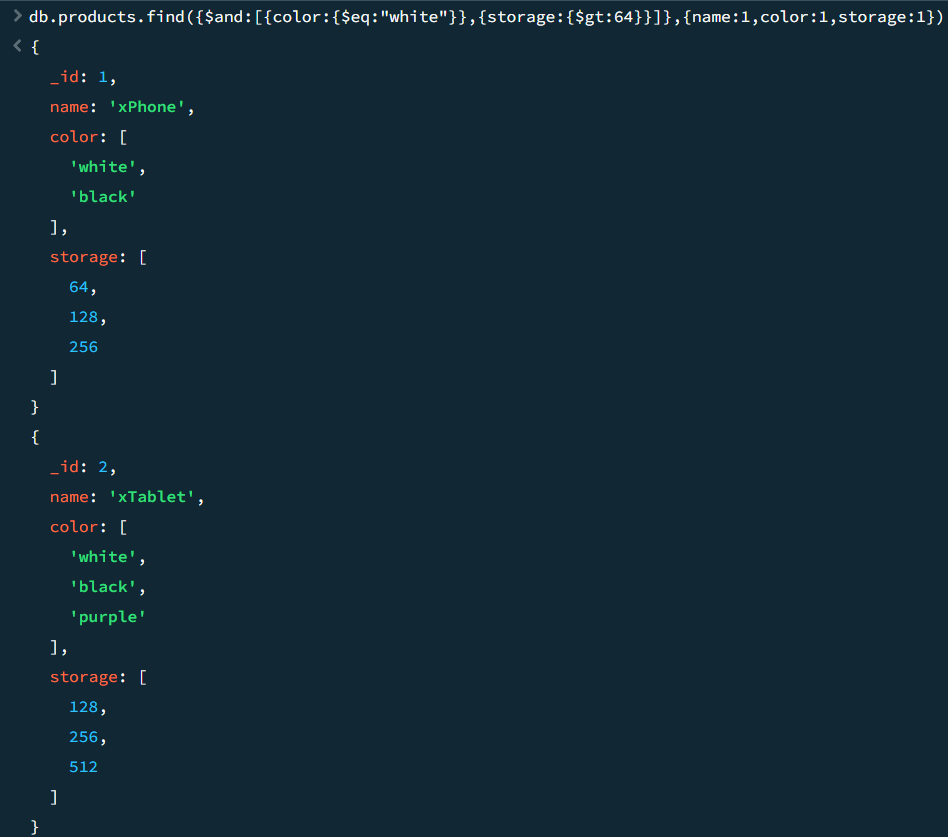 > db.products.find({$and:[{color:{$eq:"white"}},{storage:{$gt:64}}]},{name:1,color:1,storage:1})
< {
_id: 1,
name: 'xPhone',
color: [
'white',
'black'
],
storage: [
64,
128,
256
]
}
{
_id: 2,
name: 'xTablet',
color: [
'white',
'black',
'purple'
],
storage: [
128,
256,
512
]
}